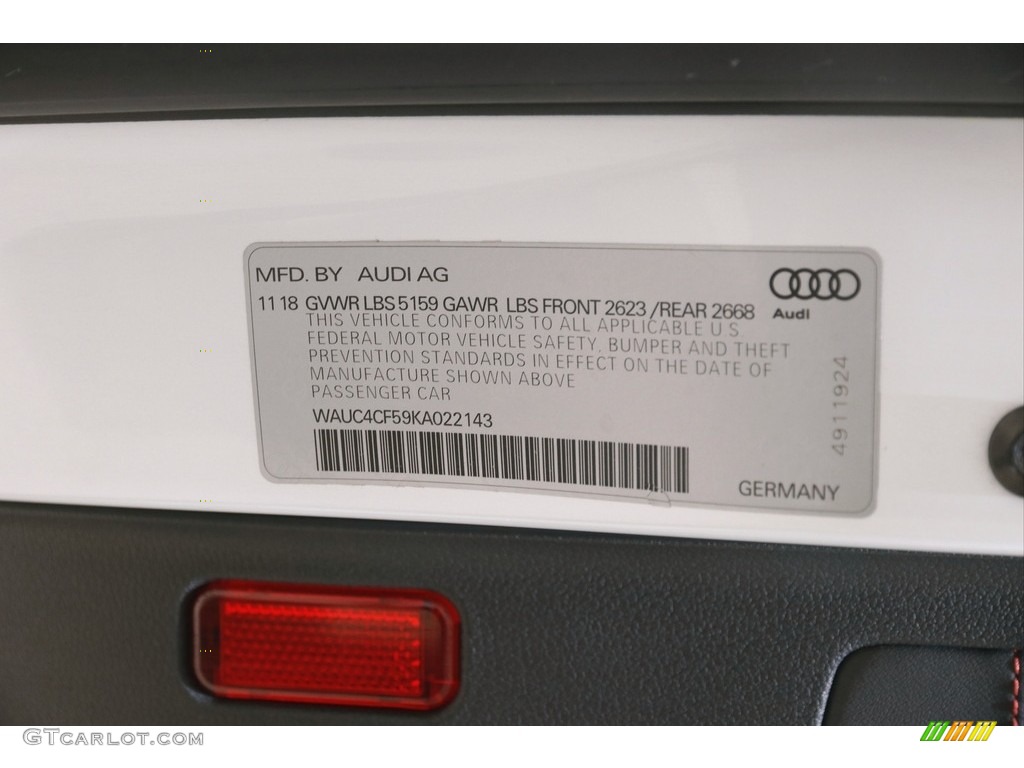 MFD. BY AUDI AG
11 18 GVWR LBS 5159 GAWR LBS FRONT 2623 /REAR 2668
Audi
THIS VEHICLE CONFORMS TO ALL APPLICABLE U S
FEDERAL MOTOR VEHICLE SAFETY, BUMPER AND THEFT
PREVENTION STANDARDS IN EFFECT ON THE DATE OF
MANUFACTURE SHOWN ABOVE
PASSENGER CAR
WAUC4CF59KA022143
4911924
GERMANY
GTCARLOT.COM